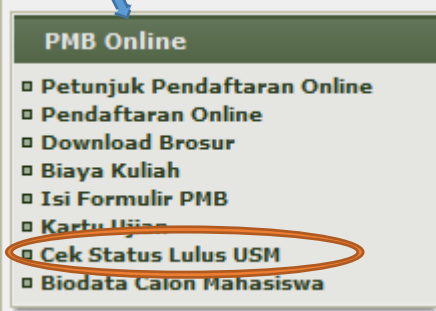 PMB Online
Petunjuk Pendaftaran Online
Pendaftaran Online
Download Brosur
Biaya Kuliah
Isi Formulir PMB
Kartu Ujian
Cek Status Lulus USM
Biodata Calon Mahasiswa